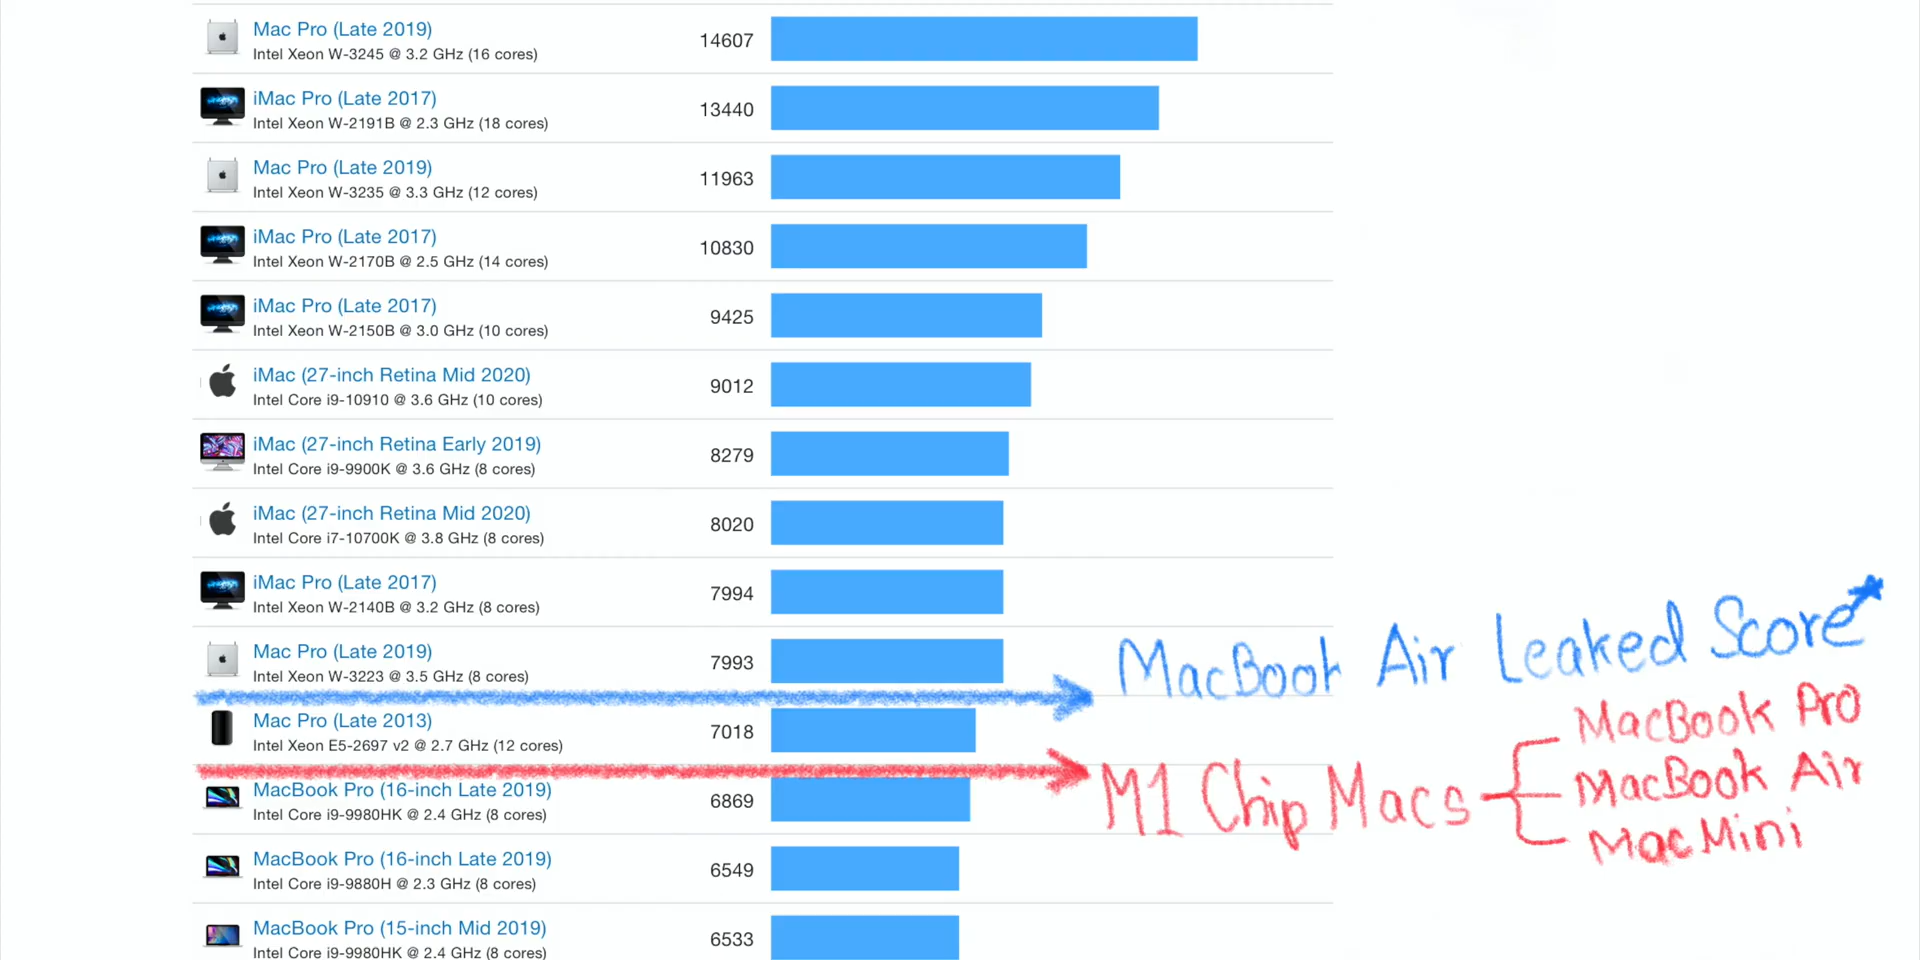 Mac Pro (Late 2019)
Intel Xeon W-3245 @ 3.2 GHz (16 cores)
14607
iMac Pro (Late 2017)
Intel Xeon W-2191B @ 2.3 GHz (18 cores)
13440
Mac Pro (Late 2019)
Intel Xeon W-3235 @ 3.3 GHz (12 cores)
11963
iMac Pro (Late 2017)
Intel Xeon W-2170B @ 2.5 GHz (14 cores)
10830
iMac Pro (Late 2017)
Intel Xeon W-2150B @ 3.0 GHz (10 cores)
9425
iMac (27-inch Retina Mid 2020)
Intel Core i9-10910 @ 3.6 GHz (10 cores)
9012
iMac (27-inch Retina Early 2019)
Intel Core i9-9900K @ 3.6 GHz (8 cores)
8279
iMac (27-inch Retina Mid 2020)
Intel Core i7-10700K @ 3.8 GHz (8 cores)
8020
iMac Pro (Late 2017)
Intel Xeon W-2140B @ 3.2 GHz (8 cores)
7994
Mac Pro (Late 2019)
Intel Xeon W-3223 @ 3.5 GHz (8 cores)
7993
MacBook Air Leaked Score
Mac Pro (Late 2013)
Intel Xeon E5-2697 v2 @ 2.7 GHz (12 cores)
7018
M1 Chip Macs
MacBook Pro
MacBook Air
Mac Mini
MacBook Pro (16-inch Late 2019)
Intel Core i9-9980HK @ 2.4 GHz (8 cores)
6869
MacBook Pro (16-inch Late 2019)
Intel Core i9-9880H @ 2.3 GHz (8 cores)
6549
MacBook Pro (15-inch Mid 2019)
Intel Core i9-9980HK @ 2.4 GHz (8 cores)
6533